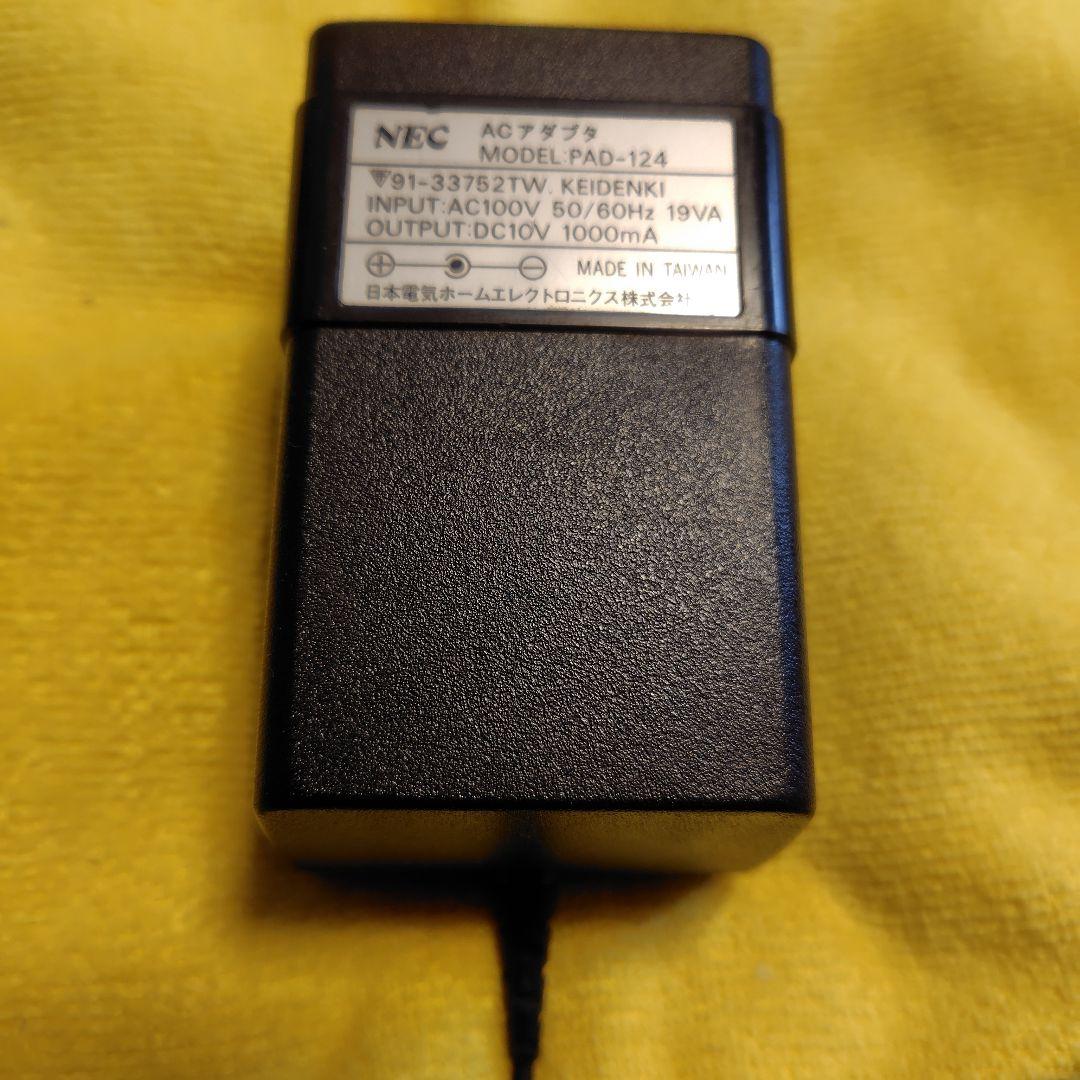 NEC ACアダプタ
MODEL:PAD-124
▽91-33752TW. KEIDENKI
INPUT:AC100V 50/60Hz 19VA
OUTPUT:DC10V 1000mA
MADE IN TAIWAN
日本電気ホームエレクトロニクス株式会社